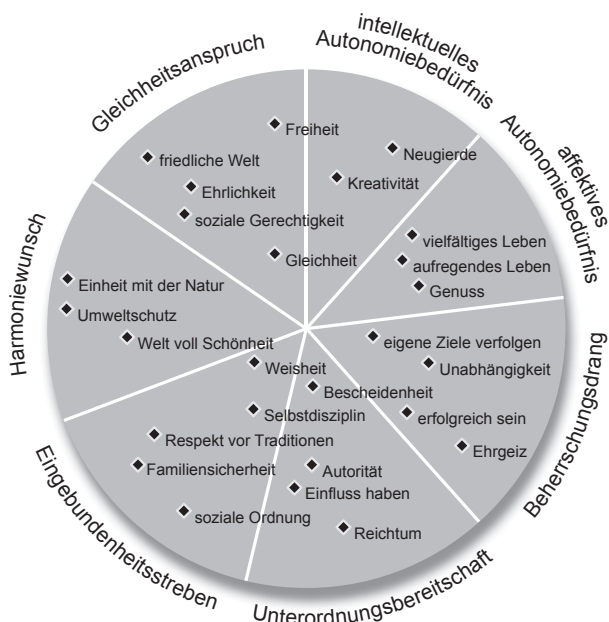 Gleichheitsanspruch
intellektuelles
Autonomiebedürfnis
affektives
Autonomiebedürfnis
Harmoniewunsch
Beherrschungsdrang
Eingebundenheitsstreben
Unterordnungsbereitschaft
Freiheit
friedliche Welt
Ehrlichkeit
soziale Gerechtigkeit
Gleichheit
Neugierde
Kreativität
vielfältiges Leben
aufregendes Leben
Genuss
Einheit mit der Natur
Umweltschutz
Welt voll Schönheit
eigene Ziele verfolgen
Unabhängigkeit
erfolgreich sein
Ehrgeiz
Weisheit
Selbstdisziplin
Respekt vor Traditionen
Familiensicherheit
soziale Ordnung
Bescheidenheit
Autorität
Einfluss haben
Reichtum